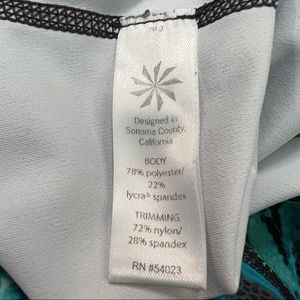 Designed in
Sonoma County,
California
BODY
78% polyester/
22%
lycra® spandex
TRIMMING
72% nylon/
28% spandex
RN #54023